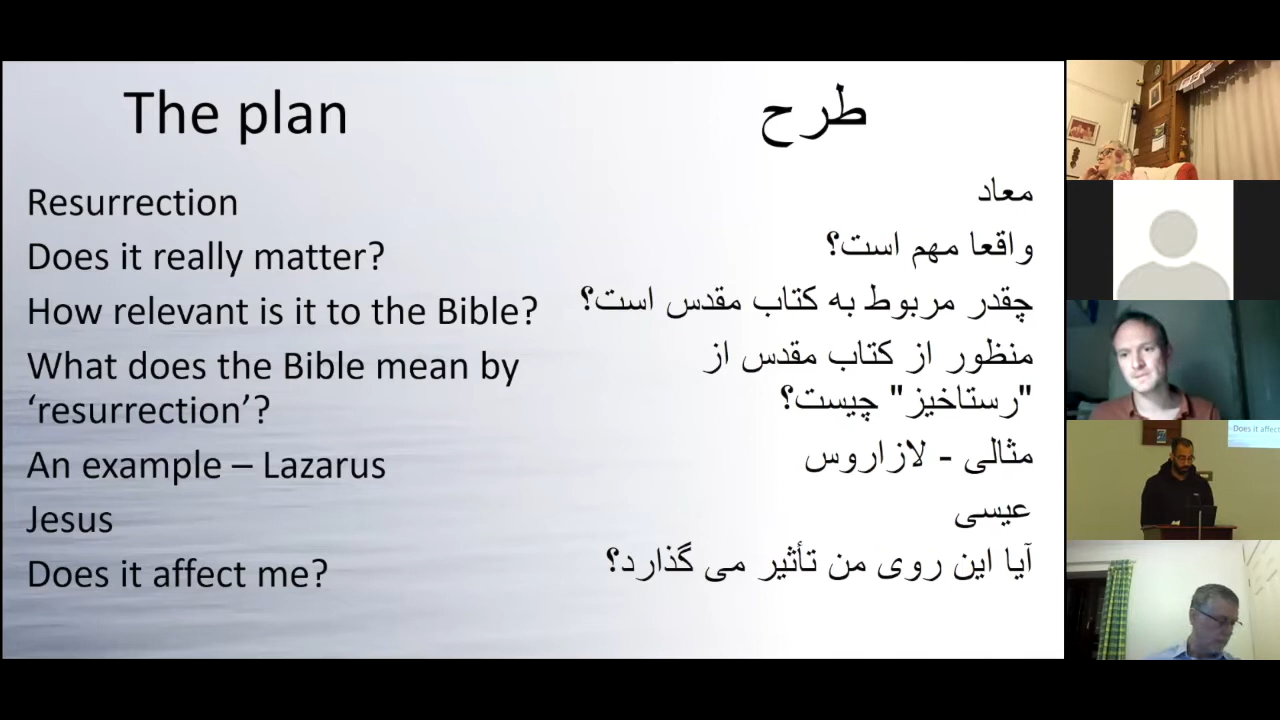 The plan
Resurrection
Does it really matter?
How relevant is it to the Bible?
What does the Bible mean by
‘resurrection’?
An example – Lazarus
Jesus
Does it affect me?
طرح
معاد
واقعا مهم است؟
چقدر مربوط به کتاب مقدس است؟
منظور از کتاب مقدس از
"رستاخیز" چیست؟
مثالی - لازاروس
عیسی
آیا این روی من تأثیر می گذارد؟
Does it affect